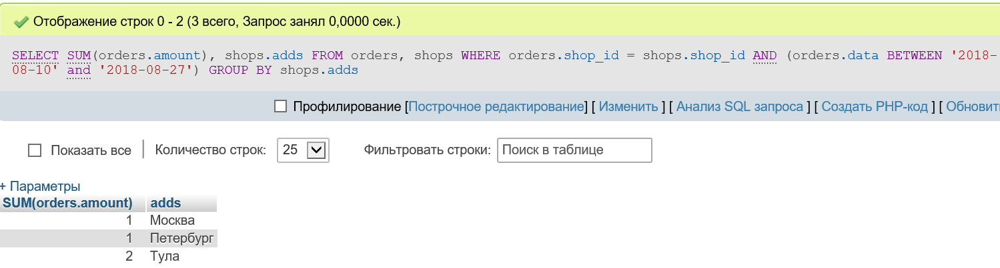 Отображение строк 0 - 2 (3 всего, Запрос занял 0,0000 сек.)
SELECT SUM(orders.amount), shops.adds FROM orders, shops WHERE orders.shop_id = shops.shop_id AND (orders.data BETWEEN '2018-
08-10' and '2018-08-27') GROUP BY shops.adds
Профилирование [Построчное редактирование] [ Изменить ] [ Анализ SQL запроса ] [ Создать PHP-код ] [ Обновит
Показать все | Количество строк: 25 Фильтровать строки: Поиск в таблице
+ Параметры
SUM(orders.amount) adds
1 Москва
1 Петербург
2 Тула